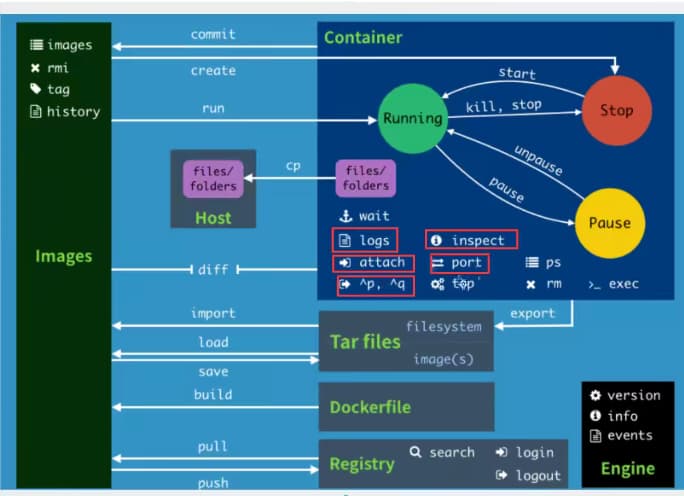 commit
Container
images
create
start
rmi
tag
run
Running
kill, stop
Stop
history
unpause
cp
files/
folders
files/
folders
pause
Host
wait
Pause
logs
inspect
Images
attach
port
ps
diff
^p, ^q
top
rm
>_ exec
import
filesystem
export
load
Tar files
save
image(s)
build
Dockerfile
version
info
pull
search
login
events
Registry
logout
Engine
push